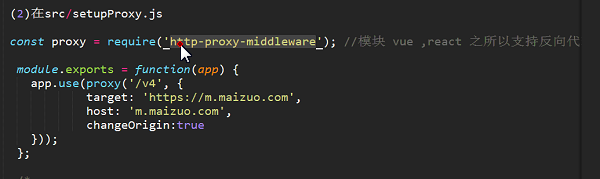 (2)在src/setupProxy.js
const proxy = require('http-proxy-middleware'); //模块 vue ,react 之所以支持反向代
module.exports = function(app) {
app.use(proxy('/v4', {
target: 'https://m.maizuo.com',
host: 'm.maizuo.com',
changeOrigin:true
}));
};